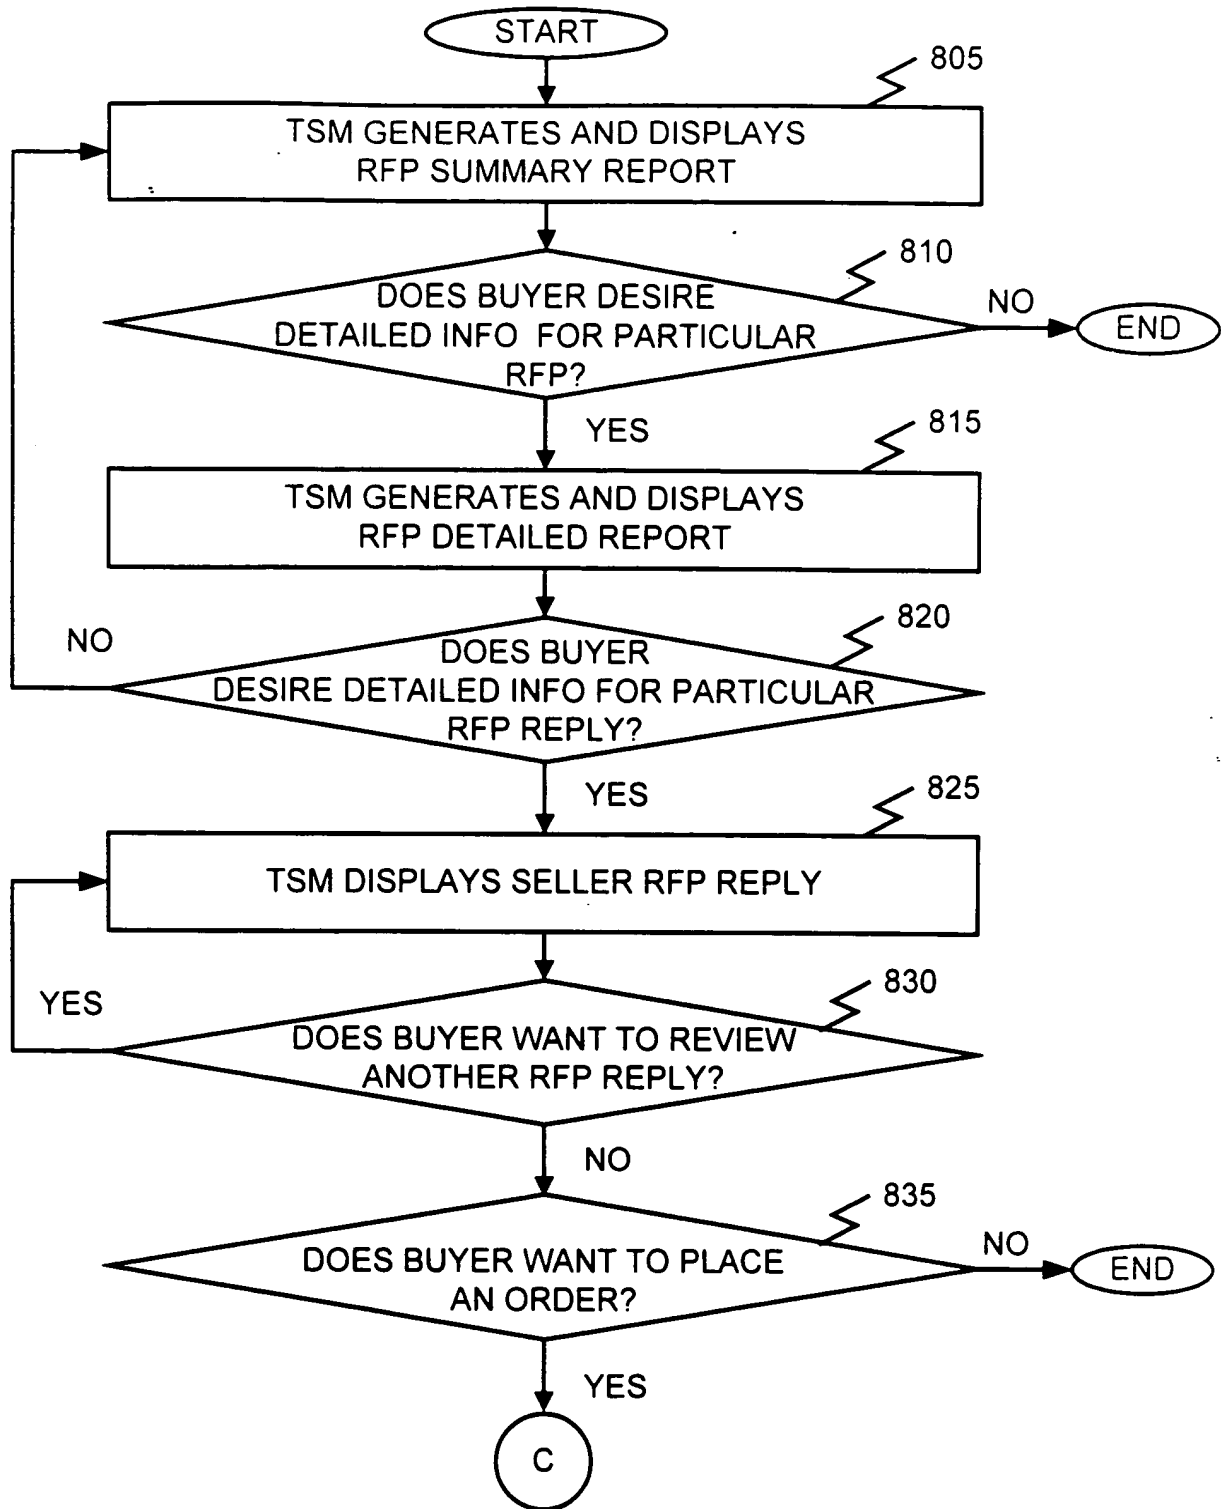 START
805
TSM GENERATES AND DISPLAYS
RFP SUMMARY REPORT
810
DOES BUYER DESIRE
DETAILED INFO FOR PARTICULAR
RFP?
NO
END
YES
815
TSM GENERATES AND DISPLAYS
RFP DETAILED REPORT
820
NO
DOES BUYER
DESIRE DETAILED INFO FOR PARTICULAR
RFP REPLY?
YES
825
TSM DISPLAYS SELLER RFP REPLY
830
YES
DOES BUYER WANT TO REVIEW
ANOTHER RFP REPLY?
NO
835
DOES BUYER WANT TO PLACE
AN ORDER?
NO
END
YES
C